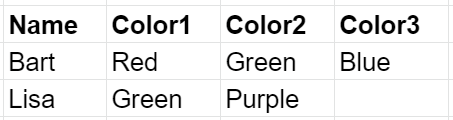 Name Color1 Color2 Color3
Bart Red Green Blue
Lisa Green Purple